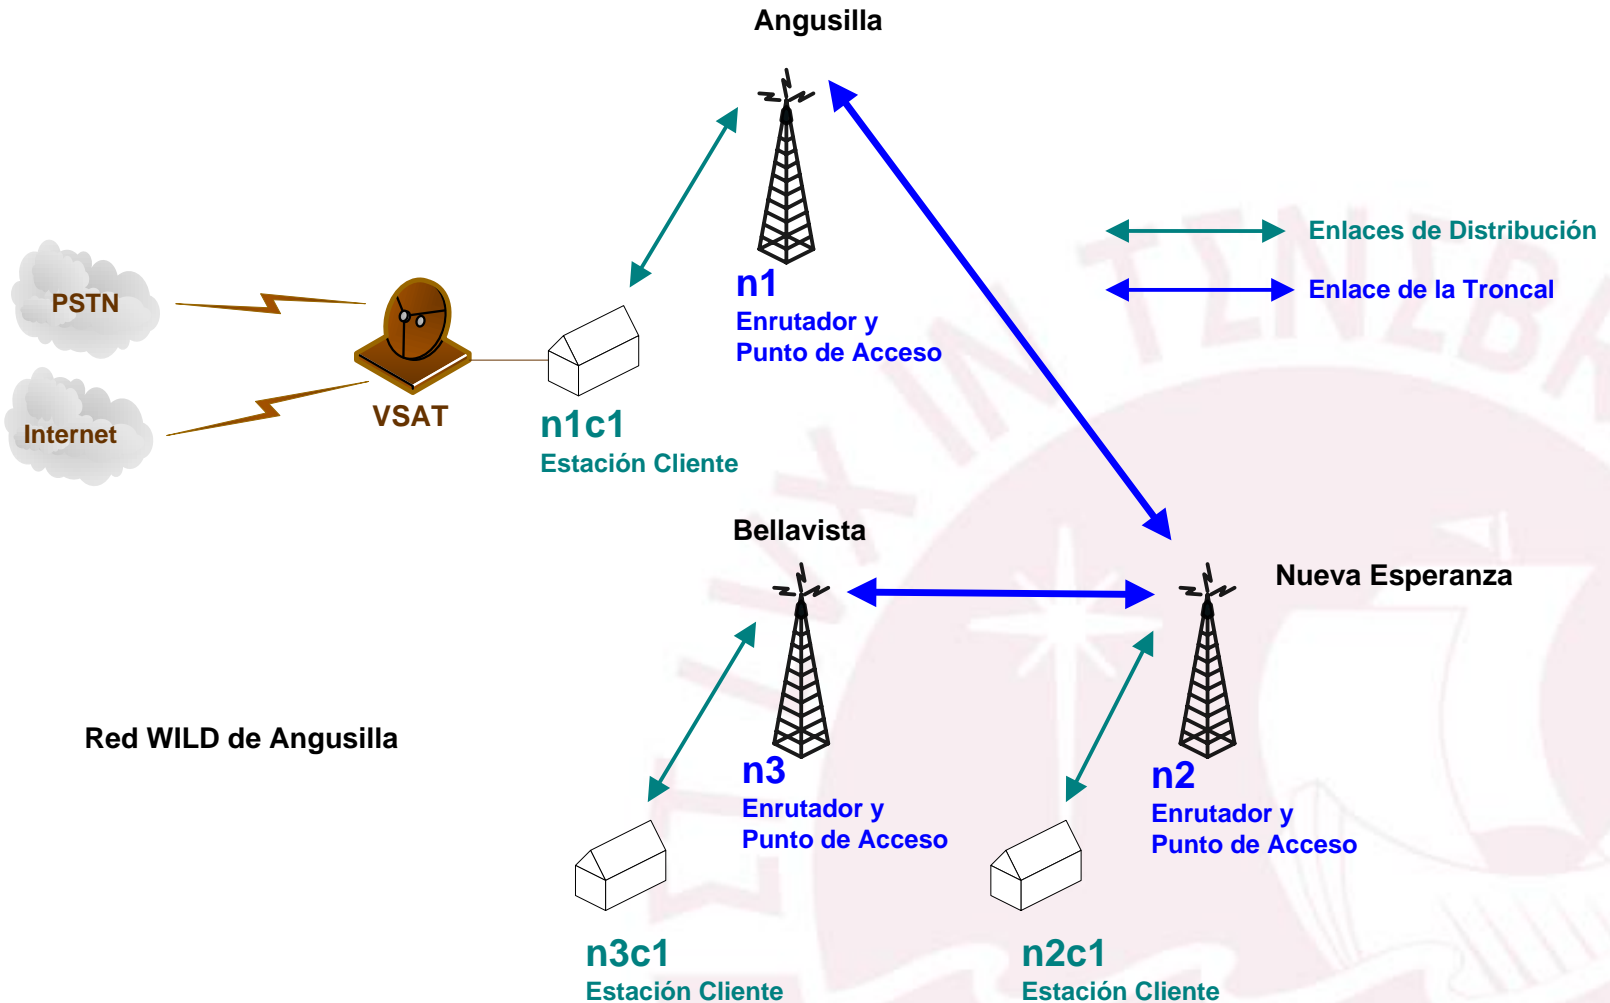 Angusilla
Enlaces de Distribución
Enlace de la Troncal
n1
Enrutador y
Punto de Acceso
PSTN
Internet
VSAT
n1c1
Estación Cliente
Bellavista
Nueva Esperanza
Red WILD de Angusilla
n3
Enrutador y
Punto de Acceso
n2
Enrutador y
Punto de Acceso
n3c1
Estación Cliente
n2c1
Estación Cliente